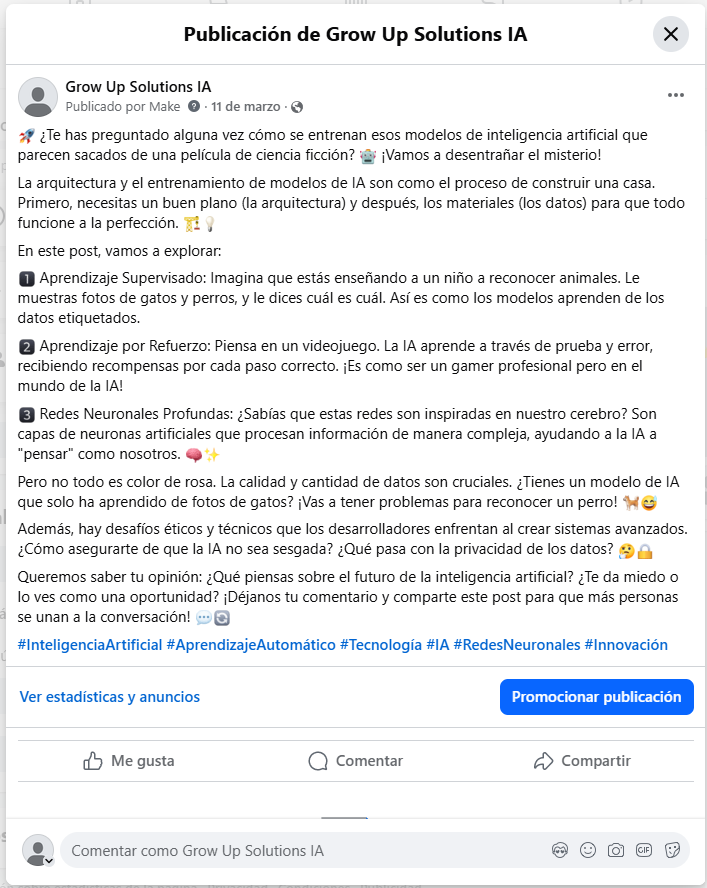 Publicación de Grow Up Solutions IA
Grow Up Solutions IA
Publicado por Make · 11 de marzo ·
🚀 ¿Te has preguntado alguna vez cómo se entrenan esos modelos de inteligencia artificial que
parecen sacados de una película de ciencia ficción? 🤖 ¡Vamos a desentrañar el misterio!
La arquitectura y el entrenamiento de modelos de IA son como el proceso de construir una casa.
Primero, necesitas un buen plano (la arquitectura) y después, los materiales (los datos) para que todo
funcione a la perfección. 🏗️💡
En este post, vamos a explorar:
1️⃣ Aprendizaje Supervisado: Imagina que estás enseñando a un niño a reconocer animales. Le
muestras fotos de gatos y perros, y le dices cuál es cuál. Así es como los modelos aprenden de los
datos etiquetados.
2️⃣ Aprendizaje por Refuerzo: Piensa en un videojuego. La IA aprende a través de prueba y error,
recibiendo recompensas por cada paso correcto. ¡Es como ser un gamer profesional pero en el
mundo de la IA!
3️⃣ Redes Neuronales Profundas: ¿Sabías que estas redes son inspiradas en nuestro cerebro? Son
capas de neuronas artificiales que procesan información de manera compleja, ayudando a la IA a
"pensar" como nosotros. 🧠✨
Pero no todo es color de rosa. La calidad y cantidad de datos son cruciales. ¿Tienes un modelo de IA
que solo ha aprendido de fotos de gatos? ¡Vas a tener problemas para reconocer un perro! 🐕😅
Además, hay desafíos éticos y técnicos que los desarrolladores enfrentan al crear sistemas avanzados.
¿Cómo asegurarte de que la IA no sea sesgada? ¿Qué pasa con la privacidad de los datos? 🤔🔒
Queremos saber tu opinión: ¿Qué piensas sobre el futuro de la inteligencia artificial? ¿Te da miedo o
lo ves como una oportunidad? ¡Déjanos tu comentario y comparte este post para que más personas
se unan a la conversación! 💬🔄
#InteligenciaArtificial #AprendizajeAutomático #Tecnología #IA #RedesNeuronales #Innovación
Ver estadísticas y anuncios
Promocionar publicación
Me gusta
Comentar
Compartir
Comentar como Grow Up Solutions IA
GIF